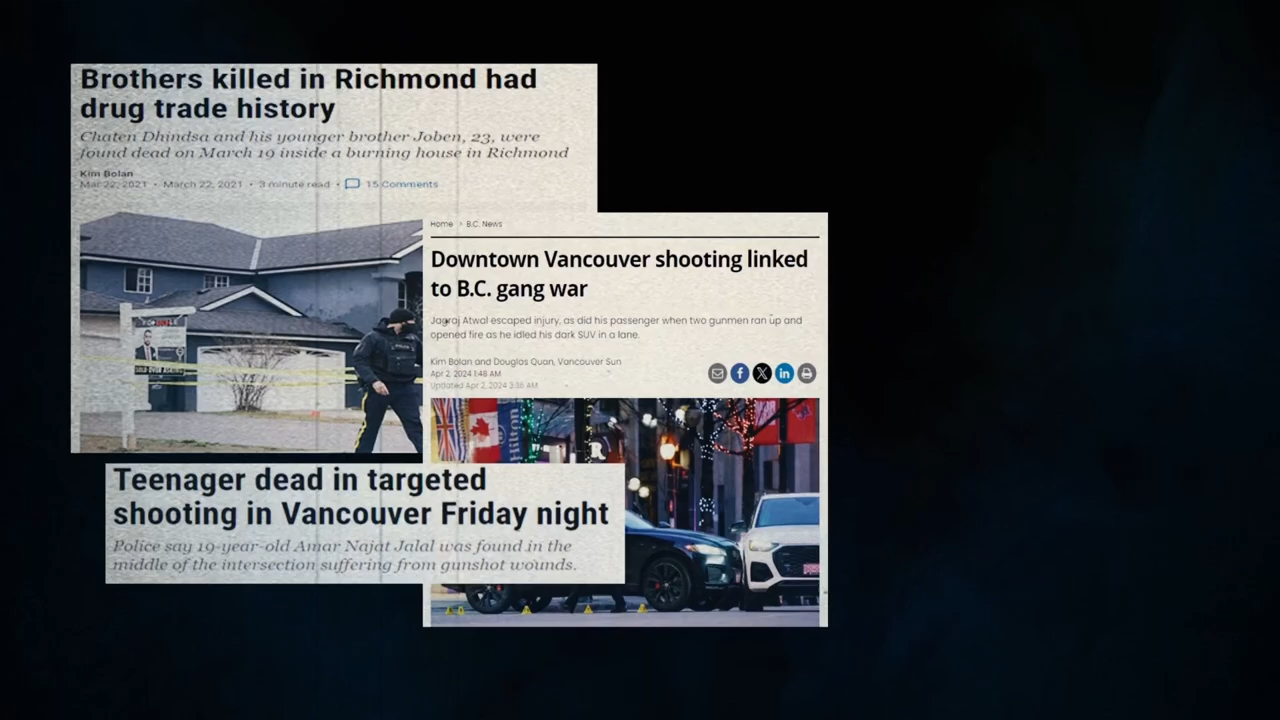 Brothers killed in Richmond had
drug trade history
Chaten Dhindsa and his younger brother Joben, 23, were
found dead on March 19 inside a burning house in Richmond
Kim Bolan
Mar 22, 2021 • March 22, 2021 • 3 minute read • 15 Comments
SOLD OVER ASKING
POLICE
Home > B.C. News
Downtown Vancouver shooting linked
to B.C. gang war
Jagraj Atwal escaped injury, as did his passenger when two gunmen ran up and
opened fire as he idled his dark SUV in a lane.
Kim Bolan and Douglas Quan, Vancouver Sun
Apr 2, 2024 1:48 AM
Updated Apr 2, 2024 3:36 AM
Hilton
R
Teenager dead in targeted
shooting in Vancouver Friday night
Police say 19-year-old Amar Najat Jalal was found in the
middle of the intersection suffering from gunshot wounds.